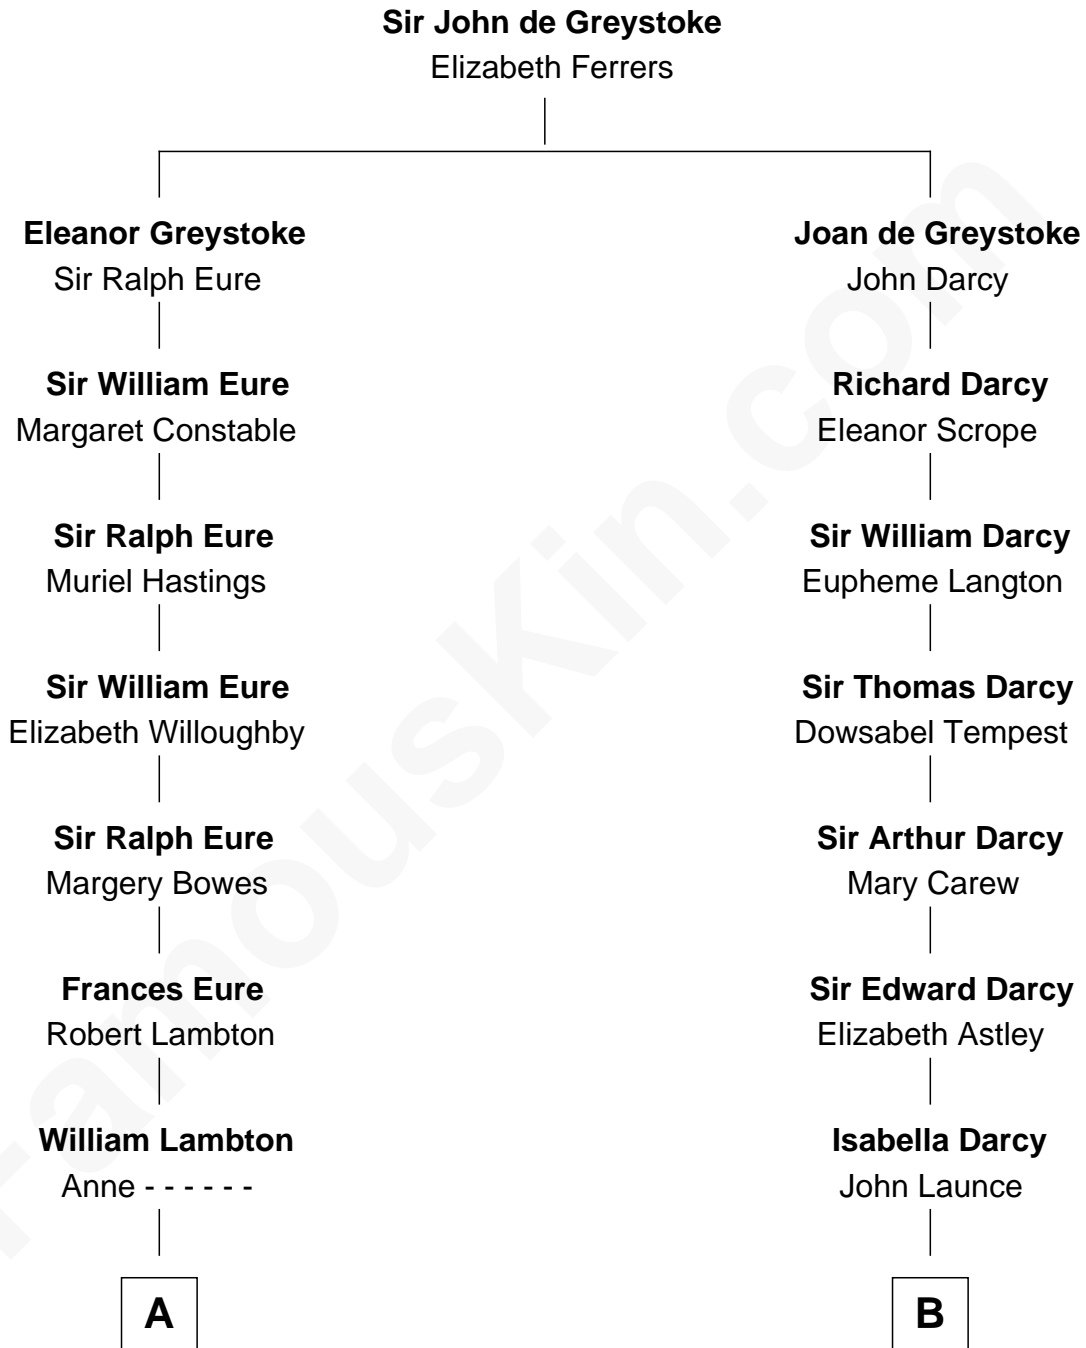 Sir John de Greystoke
Elizabeth Ferrers
Eleanor Greystoke
Sir Ralph Eure
Joan de Greystoke
John Darcy
Sir William Eure
Margaret Constable
Richard Darcy
Eleanor Scrope
Sir Ralph Eure
Muriel Hastings
Sir William Darcy
Eupheme Langton
Sir William Eure
Elizabeth Willoughby
Sir Thomas Darcy
Dowsabel Tempest
Sir Ralph Eure
Margery Bowes
Sir Arthur Darcy
Mary Carew
Frances Eure
Robert Lambton
Sir Edward Darcy
Elizabeth Astley
William Lambton
Anne - - - - - -
Isabella Darcy
John Launce
A
B
FamousKin.com